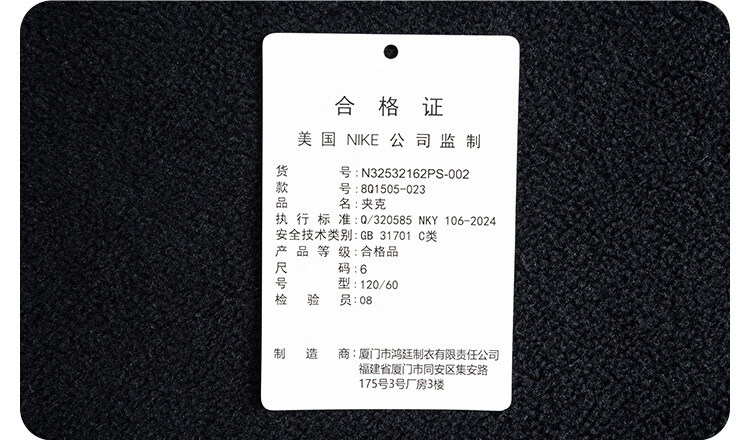 合格证
美国NIKE公司监制
货号:N32532162PS-002
款号:8Q1505-023
品名:夹克
执行标准:Q/320585 NKY 106-2024
安全技术类别:GB 31701 C类
产品等级:合格品
尺码:6
号型:120/60
检验员:08
制造商:厦门市鸿廷制衣有限责任公司
福建省厦门市同安区集安路
175号3号厂房3楼